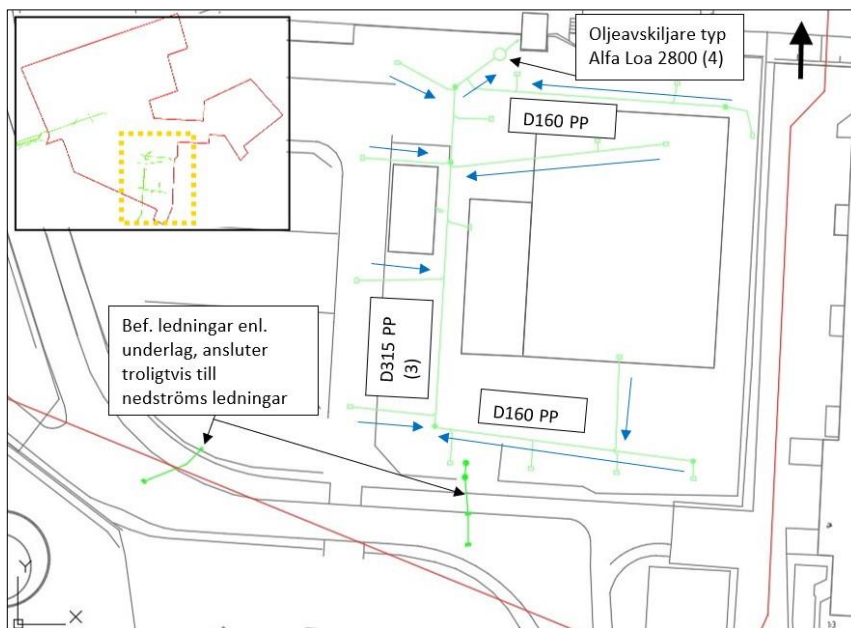 Oljeavskiljare typ
Alfa Loa 2800 (4)
D160 PP
Bef. ledningar enl.
underlag, ansluter
troligtvis till
nedströms ledningar
D315 PP
(3)
D160 PP
Y
X